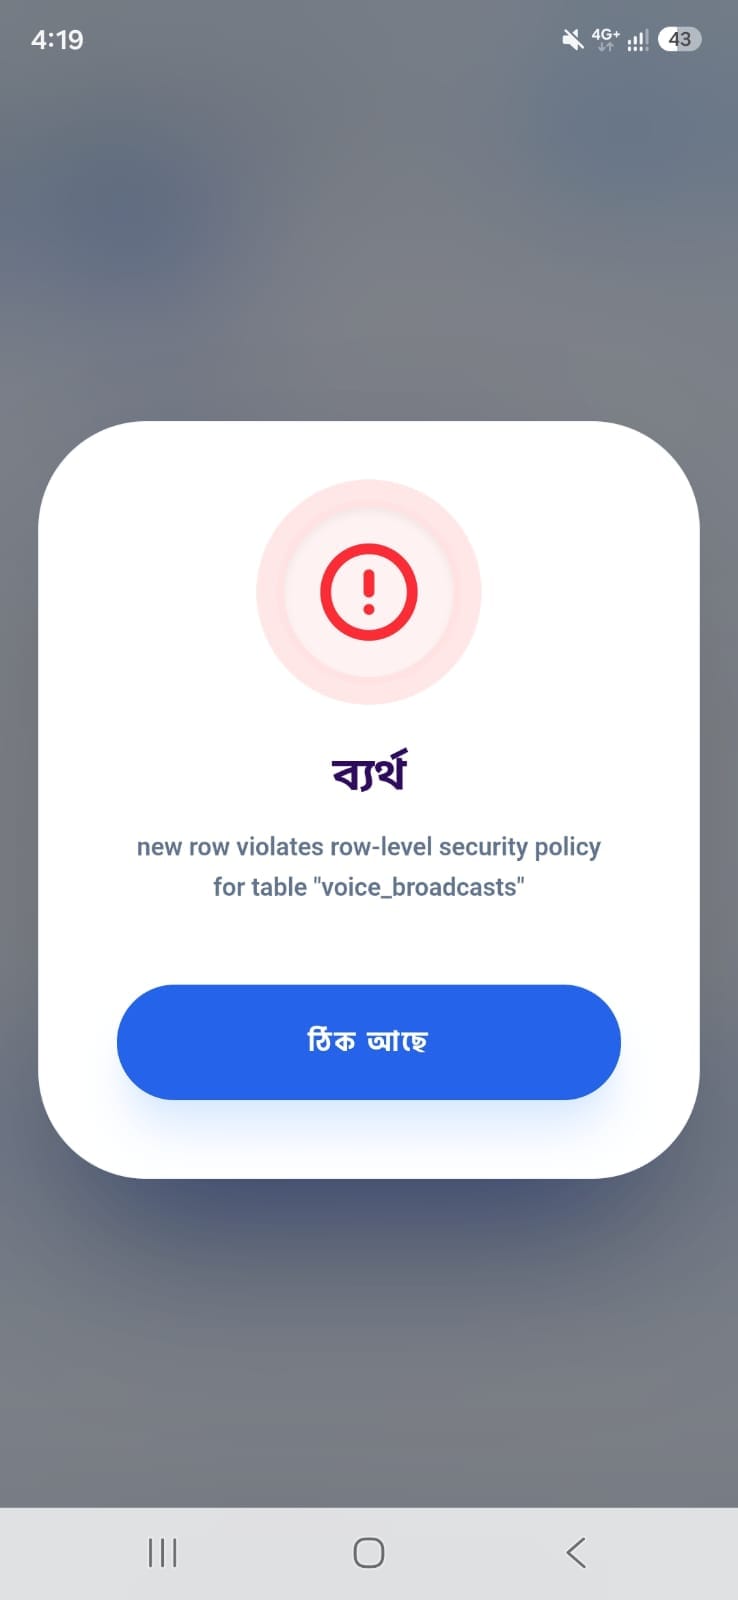 4:19
4G+
43
ব্যর্থ
new row violates row-level security policy
for table "voice_broadcasts"
ঠিক আছে